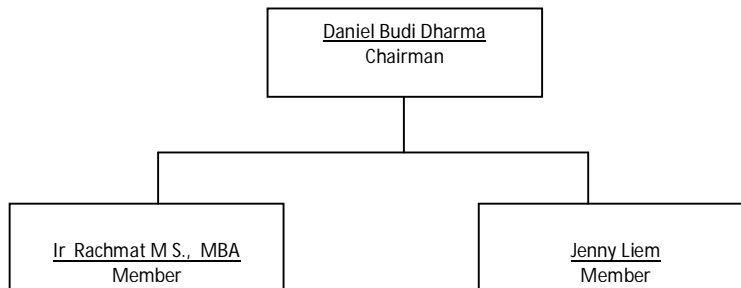 Daniel Budi Dharma
Chairman
Ir Rachmat M S., MBA
Member
Jenny Liem
Member